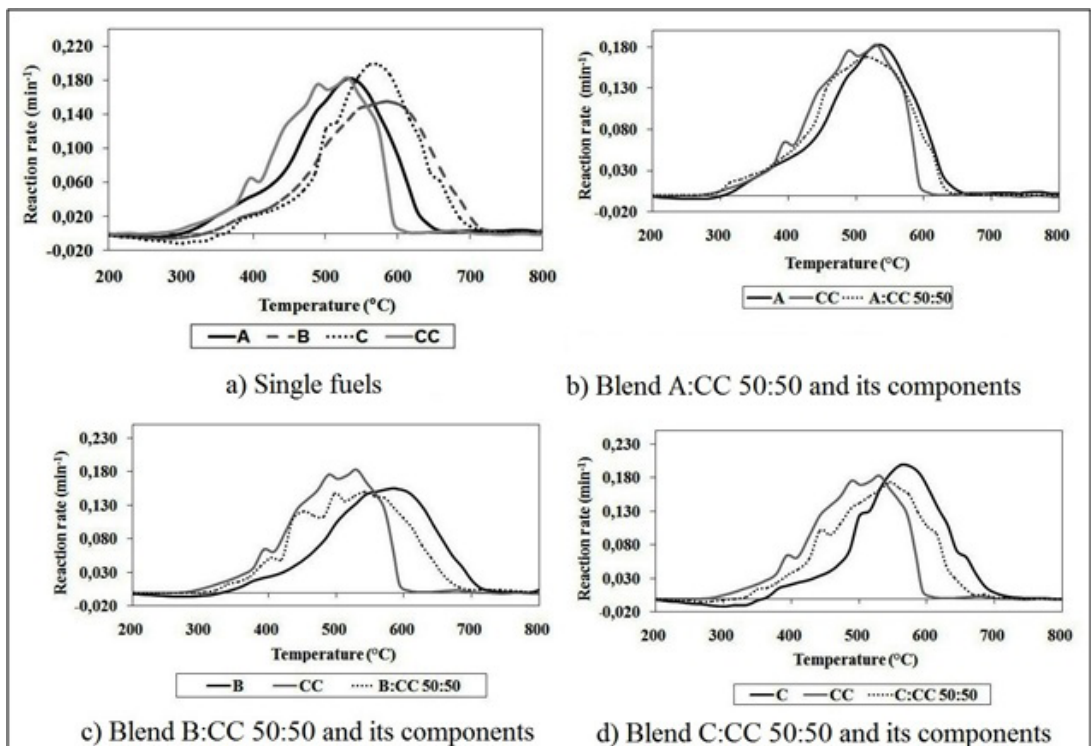 0,220
0,180
0,140
0,100
0,060
0,020
-0,020
Reaction rate (min-1)
200 300 400 500 600 700 800
Temperature (°C)
A B C CC
a) Single fuels
0,180
0,130
0,080
0,030
-0,020
Reaction rate (min-1)
200 300 400 500 600 700 800
Temperature (°C)
A CC A:CC 50:50
b) Blend A:CC 50:50 and its components
0,230
0,180
0,130
0,080
0,030
-0,020
Reaction rate (min-1)
200 300 400 500 600 700 800
Temperature (°C)
B CC B:CC 50:50
c) Blend B:CC 50:50 and its components
0,230
0,180
0,130
0,080
0,030
-0,020
Reaction rate (min-1)
200 300 400 500 600 700 800
Temperature (°C)
C CC C:CC 50:50
d) Blend C:CC 50:50 and its components